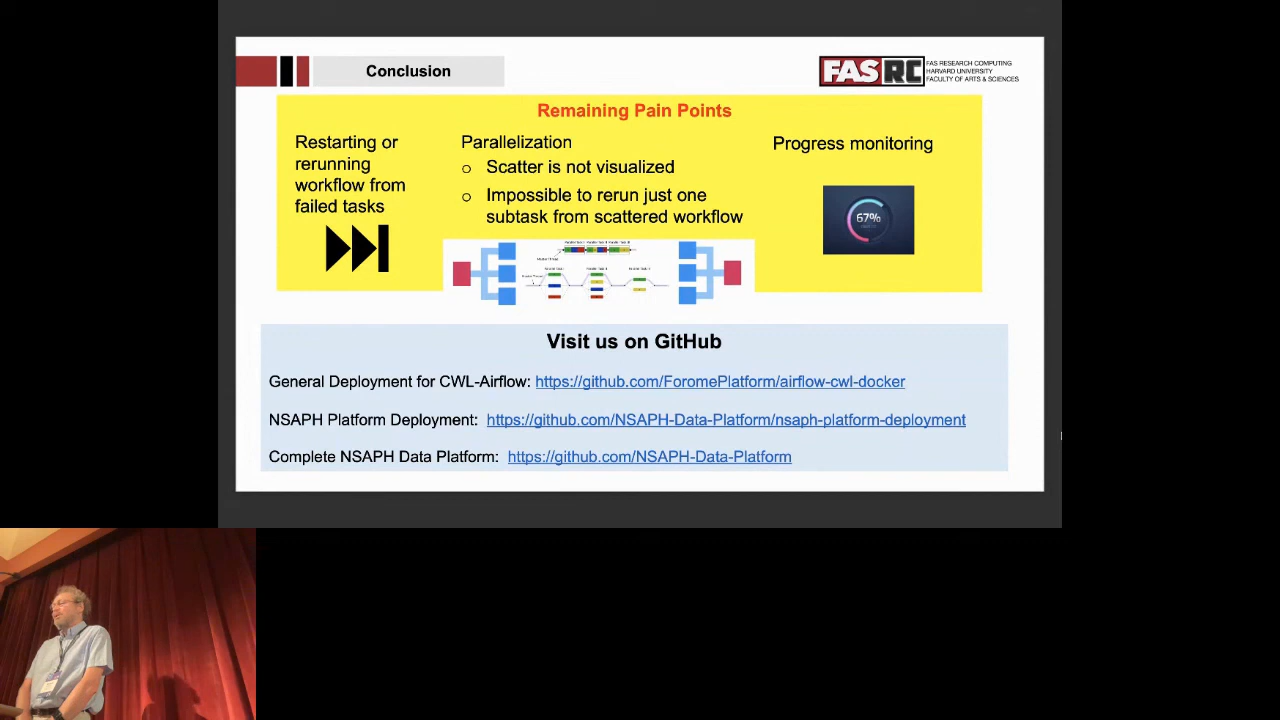 Conclusion
FAS RC
FAS RESEARCH COMPUTING
HARVARD UNIVERSITY
FACULTY OF ARTS & SCIENCES
Remaining Pain Points
Restarting or
rerunning
workflow from
failed tasks
Parallelization
o Scatter is not visualized
o Impossible to rerun just one
subtask from scattered workflow
Progress monitoring
67%
Visit us on GitHub
General Deployment for CWL-Airflow: https://github.com/ForomePlatform/airflow-cwl-docker
NSAPH Platform Deployment: https://github.com/NSAPH-Data-Platform/nsaph-platform-deployment
Complete NSAPH Data Platform: https://github.com/NSAPH-Data-Platform